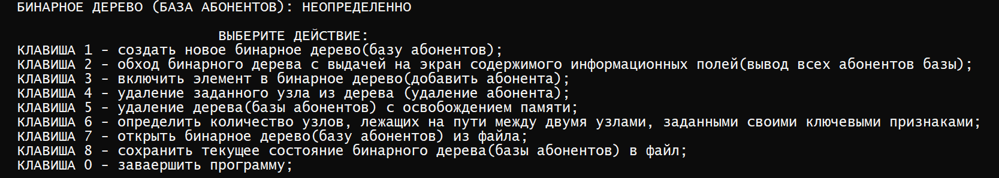 БИНАРНОЕ ДЕРЕВО (БАЗА АБОНЕНТОВ): НЕОПРЕДЕЛЕННО
ВЫБЕРИТЕ ДЕЙСТВИЕ:
КЛАВИША 1 - создать новое бинарное дерево(базу абонентов);
КЛАВИША 2 - обход бинарного дерева с выдачей на экран содержимого информационных полей(вывод всех абонентов базы);
КЛАВИША 3 - включить элемент в бинарное дерево(добавить абонента);
КЛАВИША 4 - удаление заданного узла из дерева (удаление абонента);
КЛАВИША 5 - удаление дерева(базы абонентов) с освобождением памяти;
КЛАВИША 6 - определить количество узлов, лежащих на пути между двумя узлами, заданными своими ключевыми признаками;
КЛАВИША 7 - открыть бинарное дерево(базу абонентов) из файла;
КЛАВИША 8 - сохранить текущее состояние бинарного дерева(базы абонентов) в файл;
КЛАВИША 0 - заваершить программу;